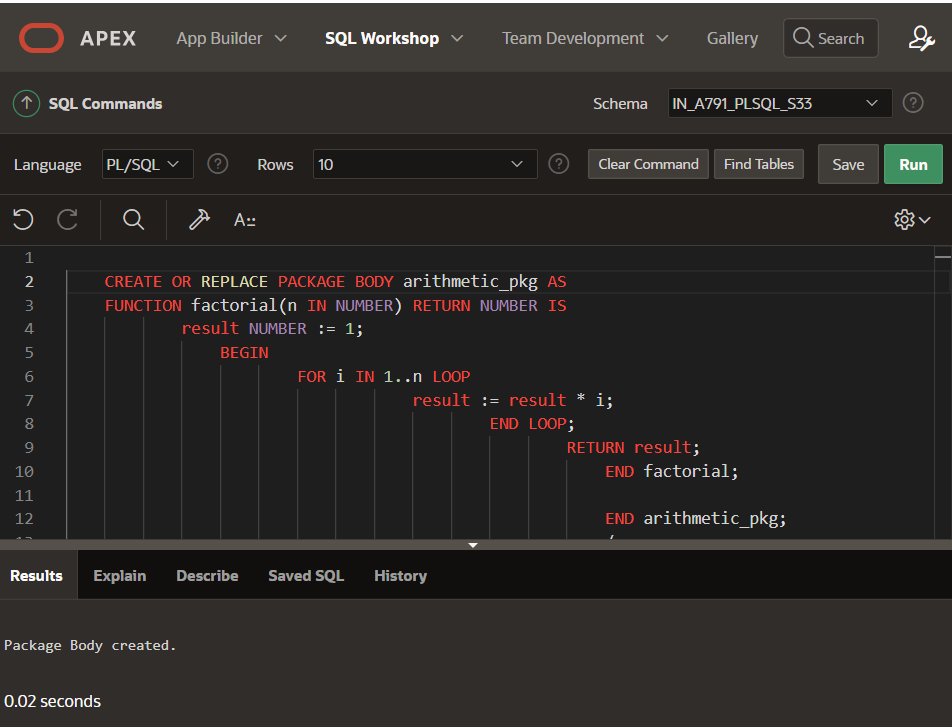 APEX App Builder SQL Workshop Team Development Gallery Search
SQL Commands Schema IN_A791_PLSQL_S33
Language PL/SQL Rows 10 Clear Command Find Tables Save Run
A::
1
2 CREATE OR REPLACE PACKAGE BODY arithmetic_pkg AS
3 FUNCTION factorial(n IN NUMBER) RETURN NUMBER IS
4 result NUMBER := 1;
5 BEGIN
6 FOR i IN 1..n LOOP
7 result := result * i;
8 END LOOP;
9 RETURN result;
10 END factorial;
11
12 END arithmetic_pkg;
Results Explain Describe Saved SQL History
Package Body created.
0.02 seconds